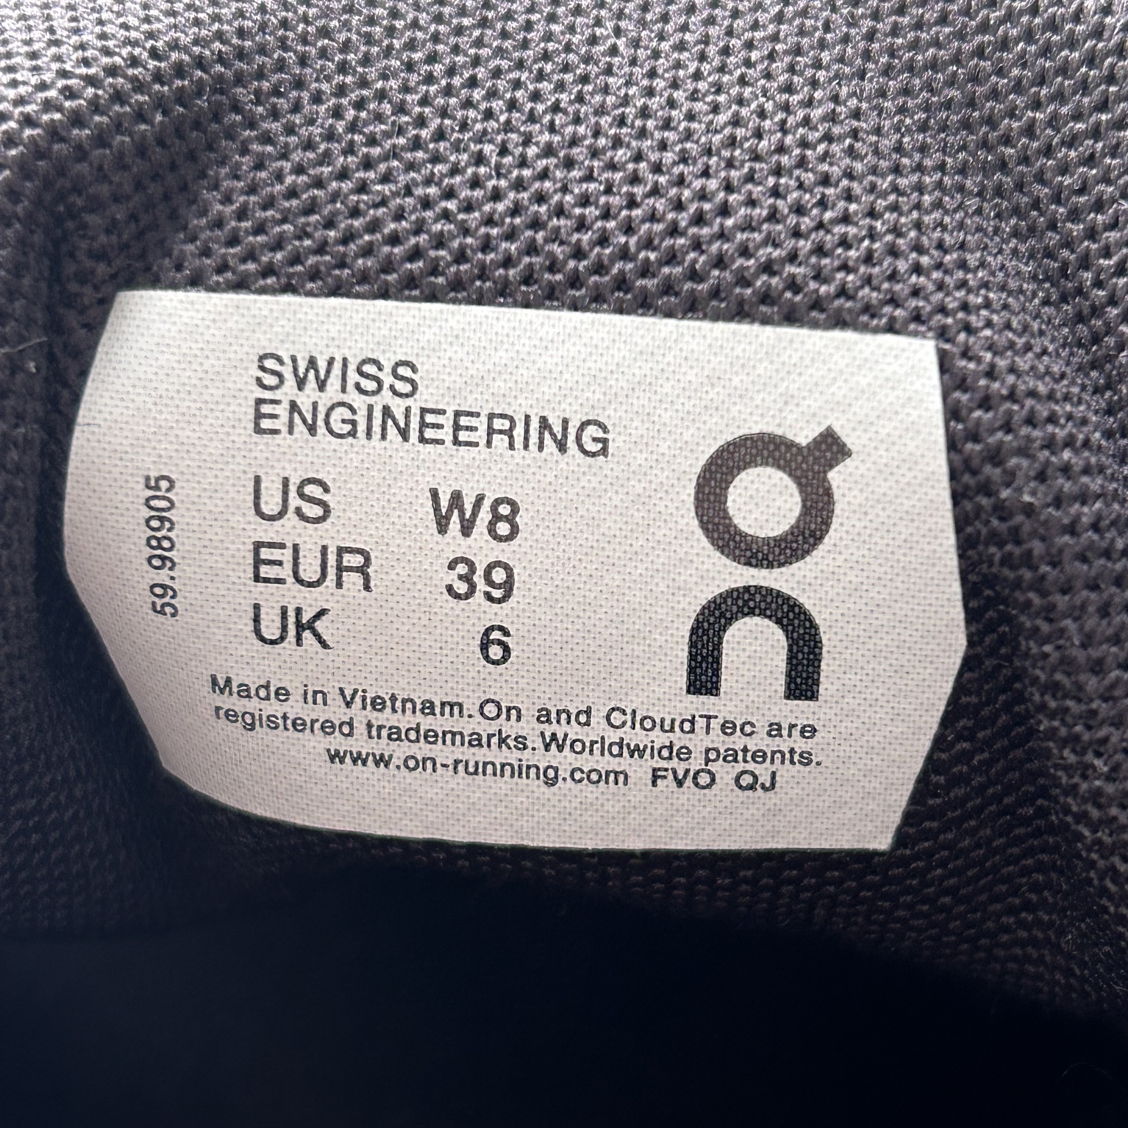 SWISS
ENGINEERING
59.98905
US W8
EUR 39
UK 6
Made in Vietnam.On and CloudTec are
registered trademarks.Worldwide patents.
www.on-running.com FVO QJ
On